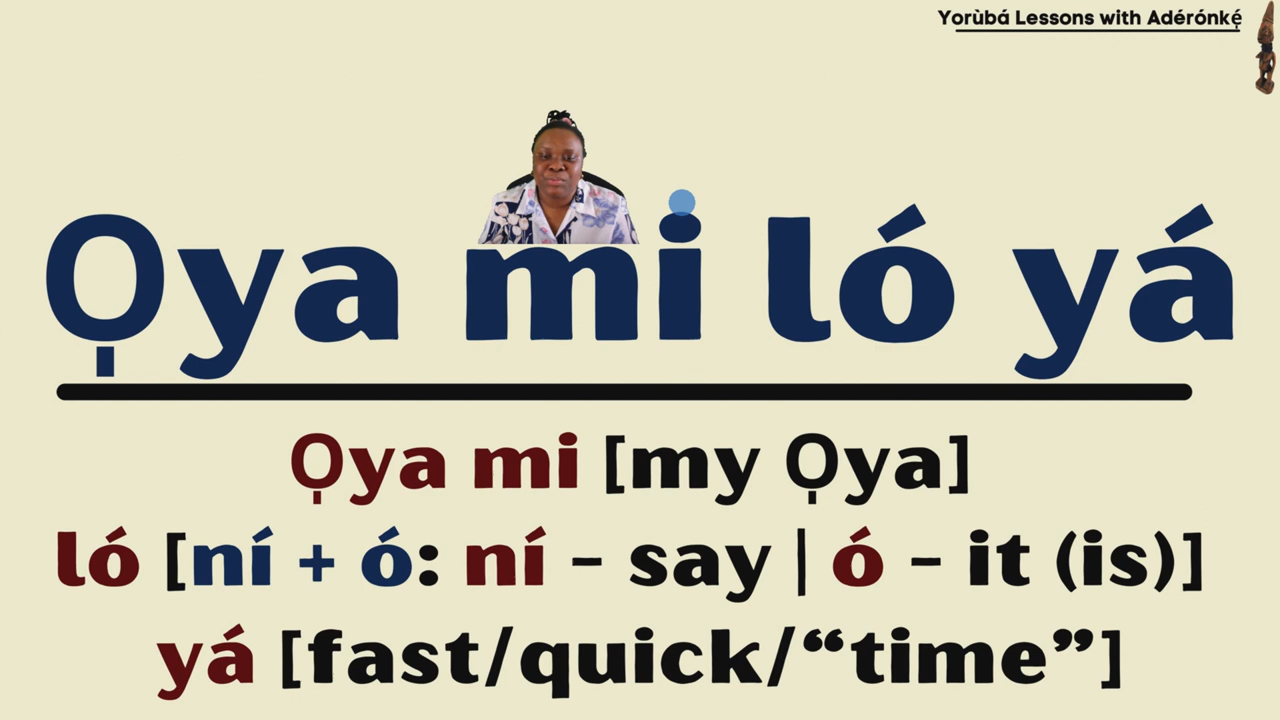 Yorùbá Lessons with Adérónkẹ́
Ọya mi ló yá
Ọya mi [my Ọya]
ló [ní + ó: ní - say | ó - it (is)]
yá [fast/quick/“time”]